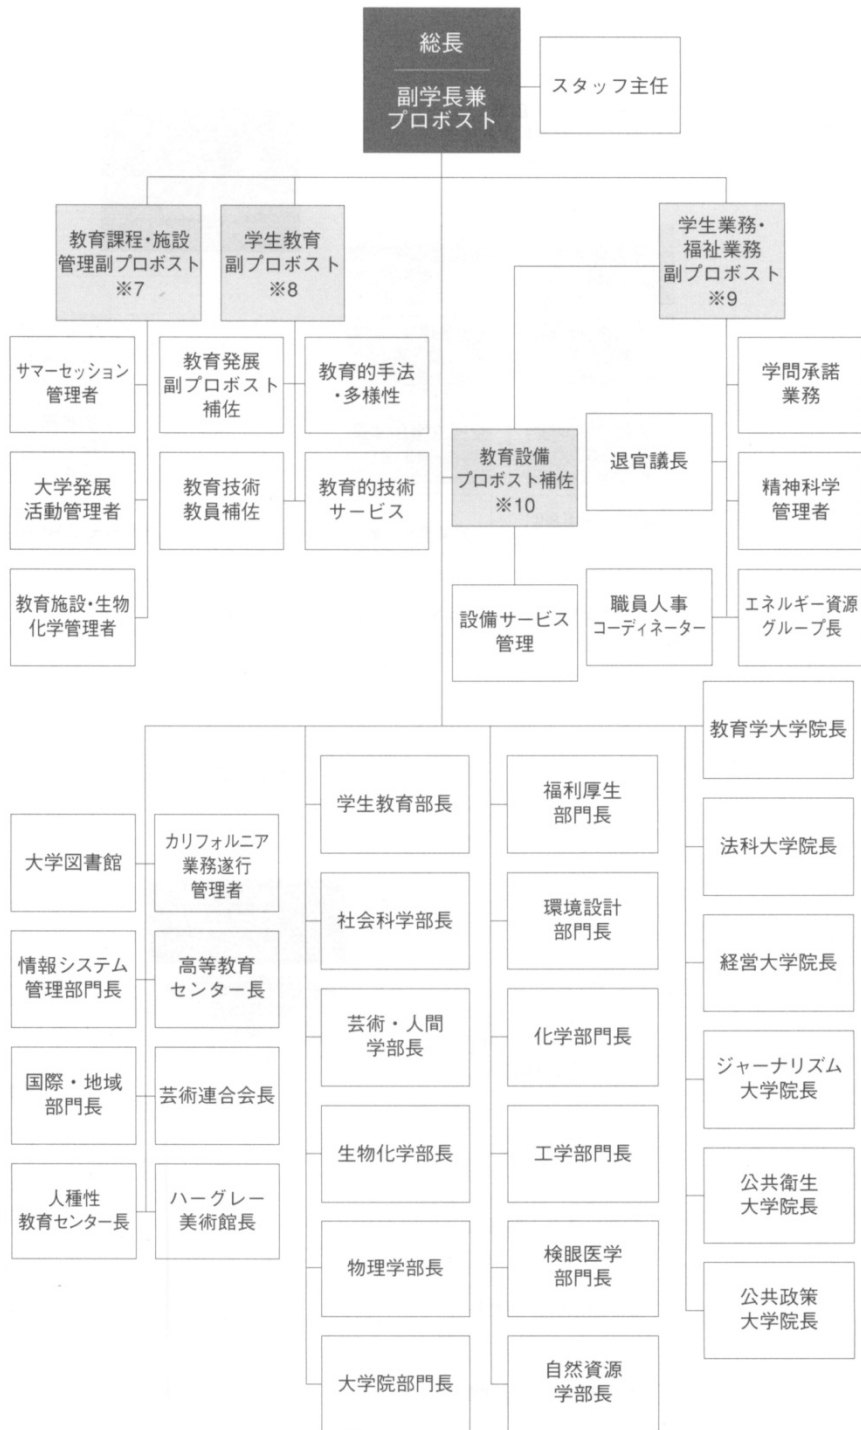 総長
副学長兼
プロボスト
スタッフ主任
教育課程・施設
管理副プロボスト
※7
学生教育
副プロボスト
※8
学生業務・
福祉業務
副プロボスト
※9
サマーセッション
管理者
教育発展
副プロボスト
補佐
教育的手法
・多様性
学問承諾
業務
教育設備
プロボスト補佐
※10
退官議長
大学発展
活動管理者
教育技術
教員補佐
教育的技術
サービス
精神科学
管理者
教育施設・生物
化学管理者
設備サービス
管理
職員人事
コーディネーター
エネルギー資源
グループ長
大学図書館
カリフォルニア
業務遂行
管理者
情報システム
管理部門長
高等教育
センター長
国際・地域
部門長
芸術連合会長
人種性
教育センター長
ハーグレー
美術館長
学生教育部長
社会科学部長
芸術・人間
学部長
生物化学部長
物理学部長
大学院部門長
福利厚生
部門長
環境設計
部門長
化学部門長
工学部門長
検眼医学
部門長
自然資源
学部長
教育学大学院長
法科大学院長
経営大学院長
ジャーナリズム
大学院長
公共衛生
大学院長
公共政策
大学院長